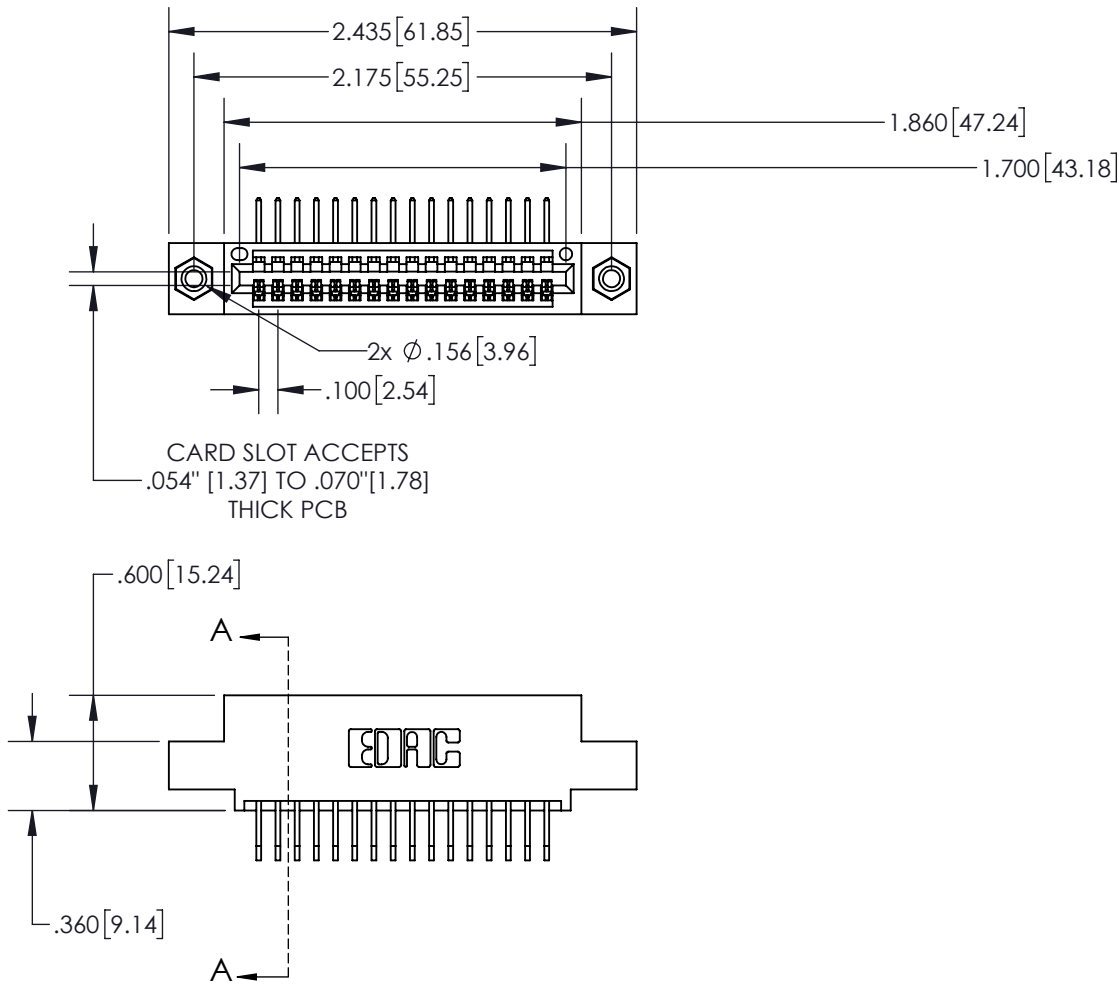 2.435[61.85]
2.175[55.25]
1.860[47.24]
1.700[43.18]
2x Ø .156[3.96]
.100[2.54]
CARD SLOT ACCEPTS
.054" [1.37] TO .070"[1.78]
THICK PCB
.600[15.24]
A
EDAC
.360[9.14]
A